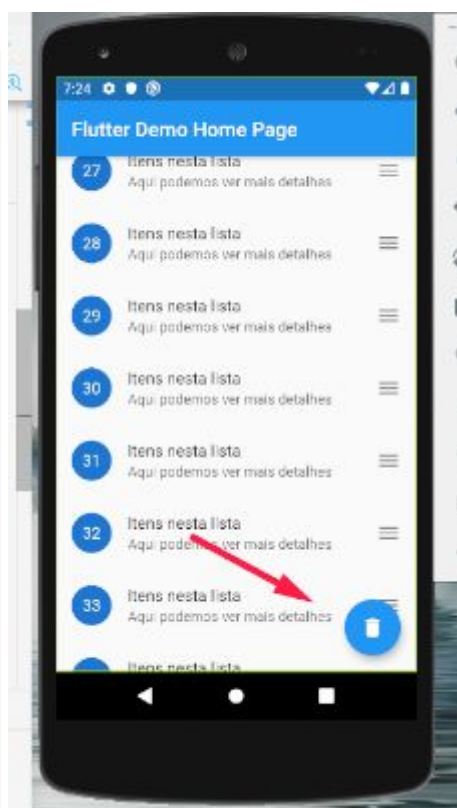 7:24
Flutter Demo Home Page
27
Itens nesta lista
Aqui podemos ver mais detalhes
28
Itens nesta lista
Aqui podemos ver mais detalhes
29
Itens nesta lista
Aqui podemos ver mais detalhes
30
Itens nesta lista
Aqui podemos ver mais detalhes
31
Itens nesta lista
Aqui podemos ver mais detalhes
32
Itens nesta lista
Aqui podemos ver mais detalhes
33
Itens nesta lista
Aqui podemos ver mais detalhes
Itens nesta lista